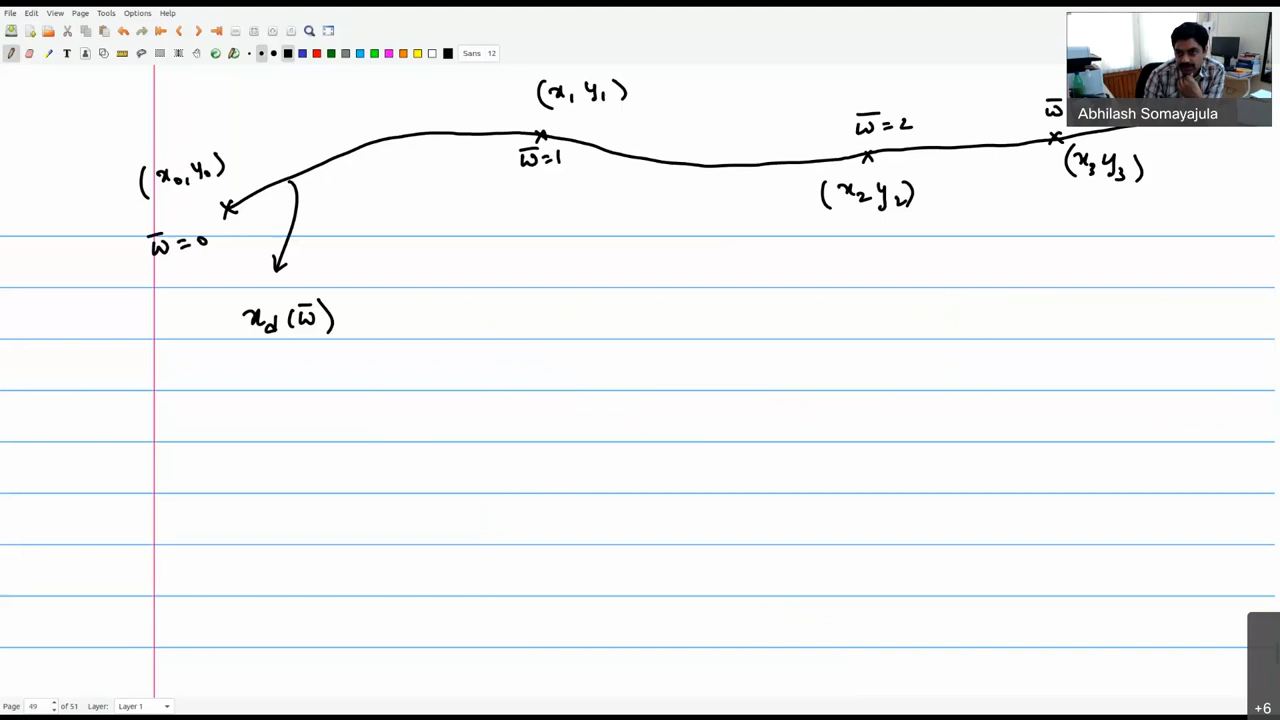 File Edit View Page Tools Options Help
Sans 12
Abhilash Somayajula
(x₁ y₁)
w̅ = 2
w̅
(x₀, y₀)
w̅ = 1
(x₃ y₃)
(x₂ y₂)
w̅ = 0
x_d (w̅)
Page 49 of 51 Layer: Layer 1
+6